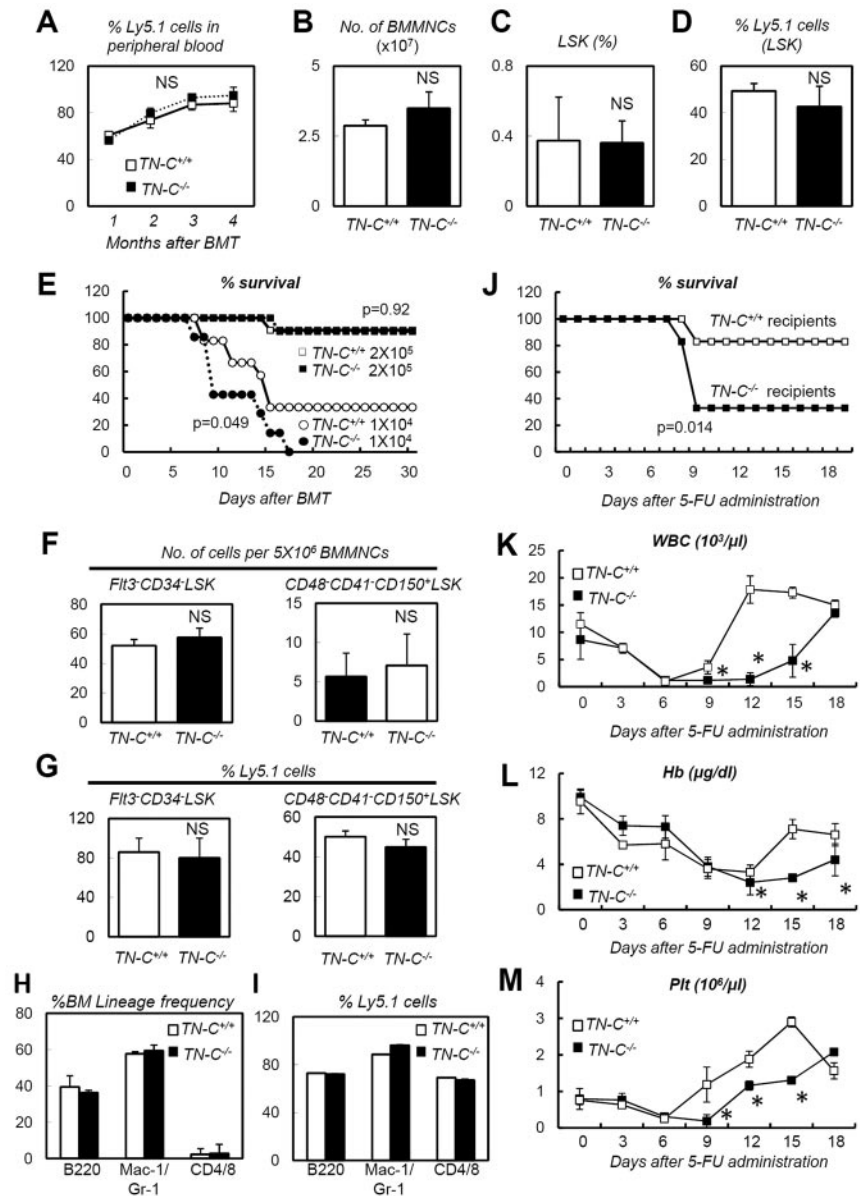 A
% Ly5.1 cells in
peripheral blood
120
80
40
0
NS
TN-C+/+
TN-C-/-
1 2 3 4
Months after BMT
B
No. of BMMNCs
(x10⁷)
5
2.5
0
NS
TN-C+/+ TN-C-/-
C
LSK (%)
0.8
0.4
0
NS
TN-C+/+ TN-C-/-
D
% Ly5.1 cells
(LSK)
60
40
20
0
NS
TN-C+/+ TN-C-/-
E
% survival
120
100
80
60
40
20
0
p=0.92
TN-C+/+ 2X10⁵
TN-C-/- 2X10⁵
p=0.049
TN-C+/+ 1X10⁴
TN-C-/- 1X10⁴
0 5 10 15 20 25 30
Days after BMT
J
% survival
120
100
80
60
40
20
0
TN-C+/+ recipients
TN-C-/- recipients
p=0.014
0 3 6 9 12 15 18
Days after 5-FU administration
F
No. of cells per 5X10⁶ BMMNCs
Flt3-CD34-LSK
80
60
40
20
0
NS
TN-C+/+ TN-C-/-
CD48-CD41-CD150+LSK
15
10
5
0
NS
TN-C+/+ TN-C-/-
G
% Ly5.1 cells
Flt3-CD34-LSK
120
80
40
0
NS
TN-C+/+ TN-C-/-
CD48-CD41-CD150+LSK
60
40
20
0
NS
TN-C+/+ TN-C-/-
H
%BM Lineage frequency
80
60
40
20
0
TN-C+/+
TN-C-/-
B220 Mac-1/ CD4/8
Gr-1
I
% Ly5.1 cells
120
80
40
0
TN-C+/+
TN-C-/-
B220 Mac-1/ CD4/8
Gr-1
K
WBC (10³/µl)
25
20
15
10
5
0
TN-C+/+
TN-C-/-
* * *
0 3 6 9 12 15 18
Days after 5-FU administration
L
Hb (µg/dl)
12
8
4
0
TN-C+/+
TN-C-/-
* * *
0 3 6 9 12 15 18
Days after 5-FU administration
M
Plt (10⁶/µl)
4
3
2
1
0
TN-C+/+
TN-C-/-
* * *
0 3 6 9 12 15 18
Days after 5-FU administration